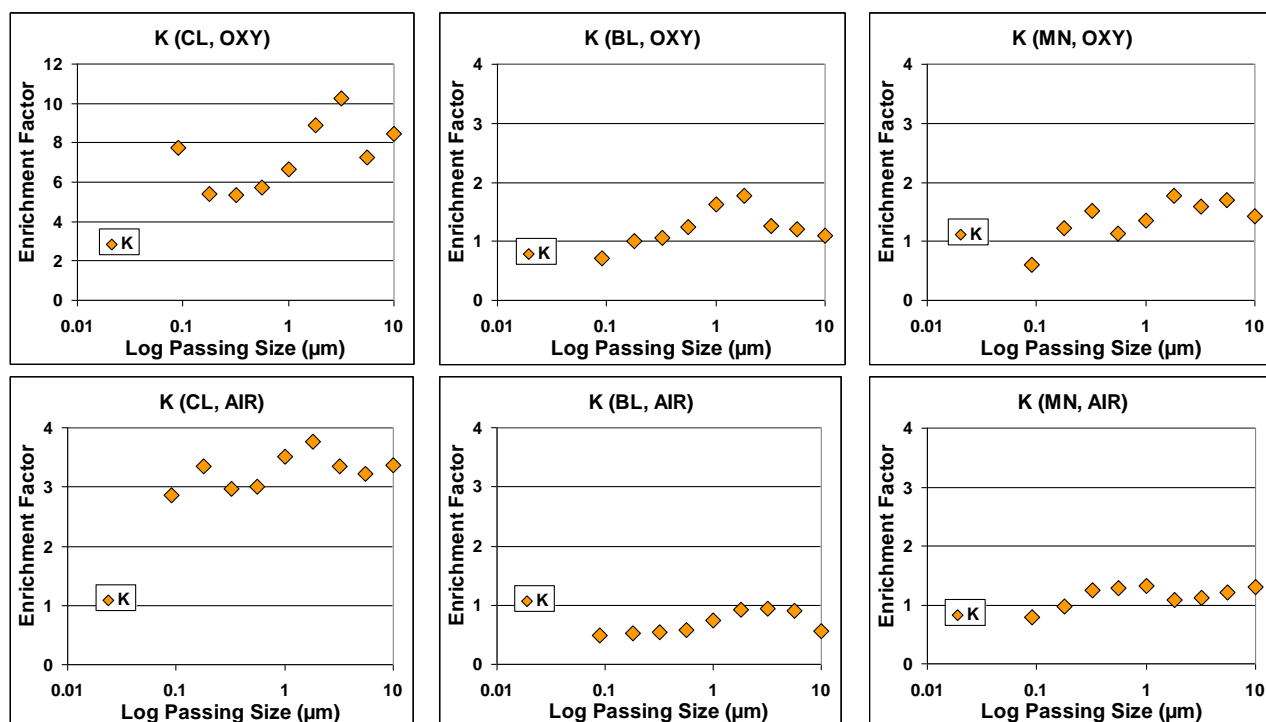 K (CL, OXY)
Enrichment Factor
12
10
8
6
4
2
0
K
0.01 0.1 1 10
Log Passing Size (µm)
K (BL, OXY)
Enrichment Factor
4
3
2
1
0
K
0.01 0.1 1 10
Log Passing Size (µm)
K (MN, OXY)
Enrichment Factor
4
3
2
1
0
K
0.01 0.1 1 10
Log Passing Size (µm)
K (CL, AIR)
Enrichment Factor
4
3
2
1
0
K
0.01 0.1 1 10
Log Passing Size (µm)
K (BL, AIR)
Enrichment Factor
4
3
2
1
0
K
0.01 0.1 1 10
Log Passing Size (µm)
K (MN, AIR)
Enrichment Factor
4
3
2
1
0
K
0.01 0.1 1 10
Log Passing Size (µm)